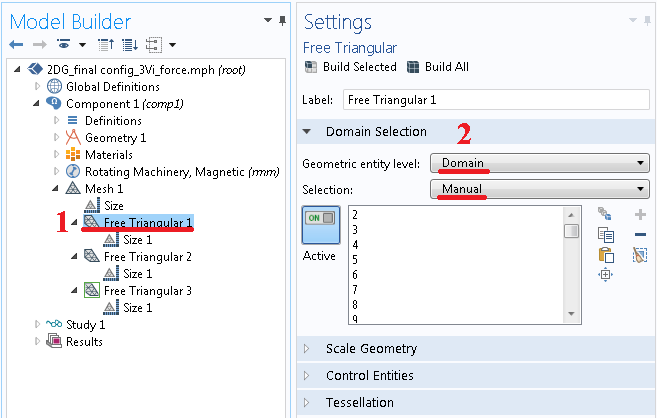 Model Builder
2DG_final config_3Vi_force.mph (root)
Global Definitions
Component 1 (comp1)
Definitions
Geometry 1
Materials
Rotating Machinery, Magnetic (rmm)
Mesh 1
Size
1
Free Triangular 1
Size 1
Free Triangular 2
Size 1
Free Triangular 3
Size 1
Study 1
Results
Settings
Free Triangular
Build Selected Build All
Label: Free Triangular 1
Domain Selection
2
Geometric entity level: Domain
Selection: Manual
ON
Active
2
3
4
5
6
7
8
9
Scale Geometry
Control Entities
Tessellation